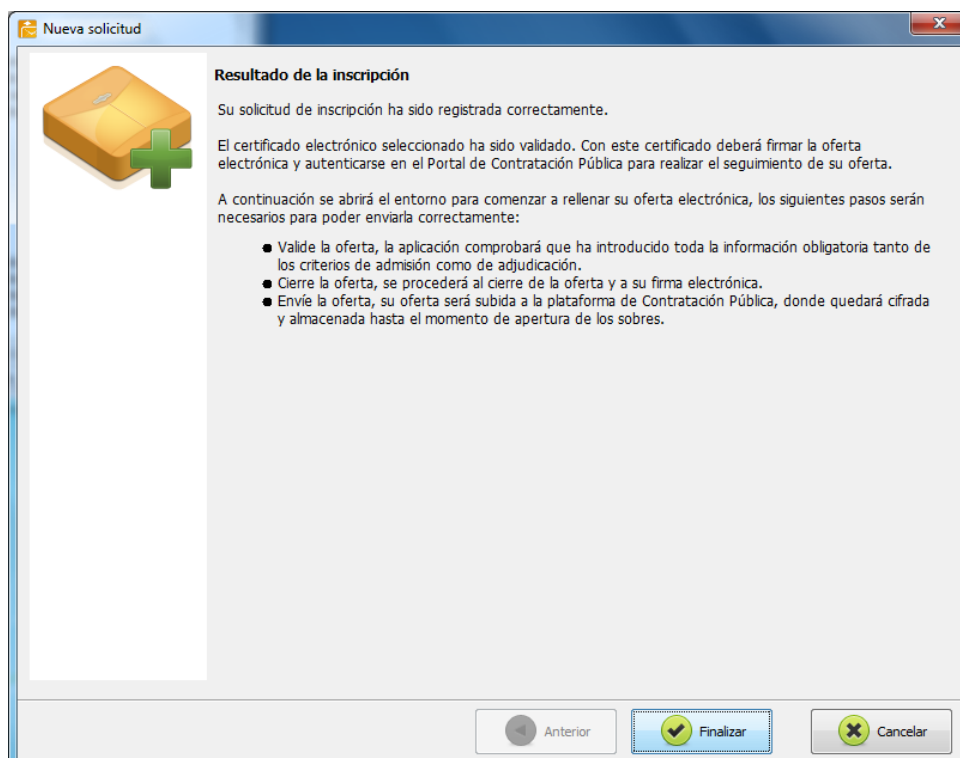 Nueva solicitud
Resultado de la inscripción
Su solicitud de inscripción ha sido registrada correctamente.
El certificado electrónico seleccionado ha sido validado. Con este certificado deberá firmar la oferta
electrónica y autenticarse en el Portal de Contratación Pública para realizar el seguimiento de su oferta.
A continuación se abrirá el entorno para comenzar a rellenar su oferta electrónica, los siguientes pasos serán
necesarios para poder enviarla correctamente:
● Valide la oferta, la aplicación comprobará que ha introducido toda la información obligatoria tanto de
los criterios de admisión como de adjudicación.
● Cierre la oferta, se procederá al cierre de la oferta y a su firma electrónica.
● Envíe la oferta, su oferta será subida a la plataforma de Contratación Pública, donde quedará cifrada
y almacenada hasta el momento de apertura de los sobres.
Anterior
Finalizar
Cancelar